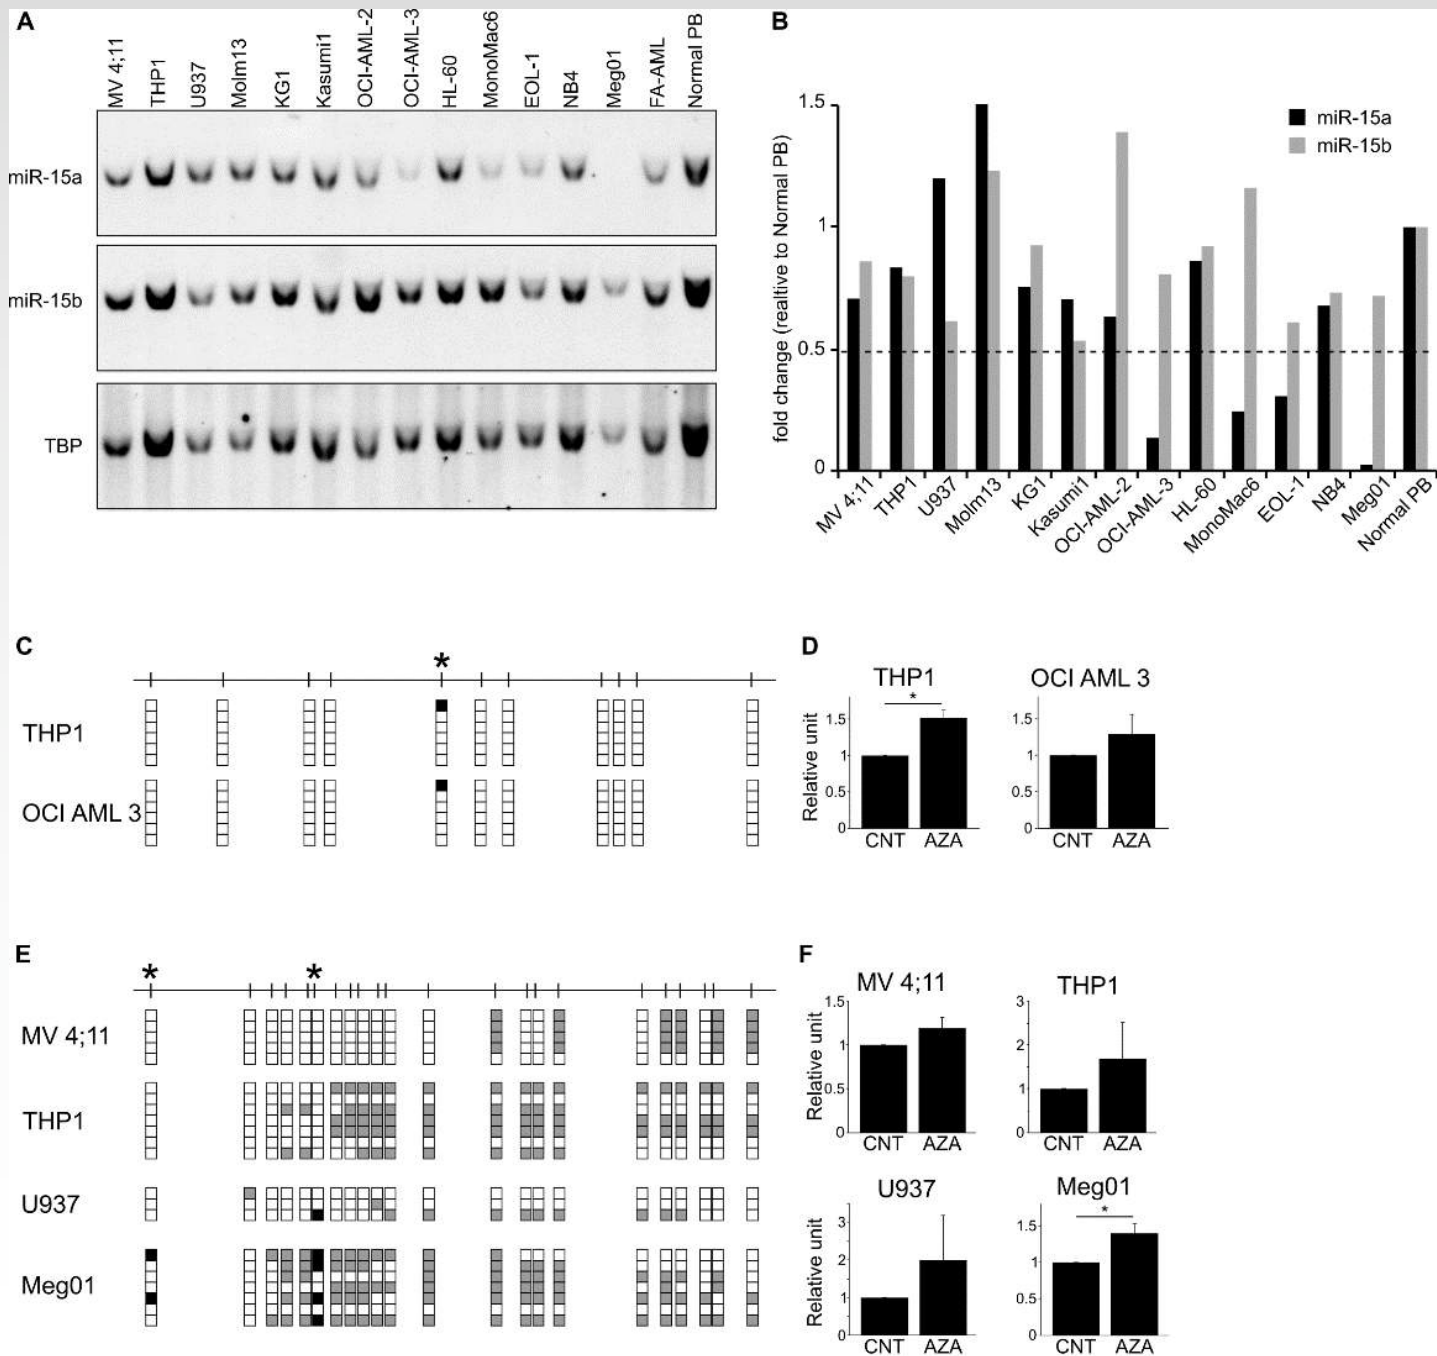 A
MV 4;11
THP1
U937
Molm13
KG1
Kasumi1
OCI-AML-2
OCI-AML-3
HL-60
MonoMac6
EOL-1
NB4
Meg01
FA-AML
Normal PB
miR-15a
miR-15b
TBP
B
fold change (realtive to Normal PB)
1.5
1
0.5
0
miR-15a
miR-15b
MV 4;11
THP1
U937
Molm13
KG1
Kasumi1
OCI-AML-2
OCI-AML-3
HL-60
MonoMac6
EOL-1
NB4
Meg01
Normal PB
C
*
THP1
OCI AML 3
D
THP1
*
Relative unit
1.5
1
0.5
0
CNT AZA
OCI AML 3
1.5
1
0.5
0
CNT AZA
E
* *
MV 4;11
THP1
U937
Meg01
F
MV 4;11
Relative unit
1.5
1
0.5
0
CNT AZA
THP1
3
2
1
0
CNT AZA
U937
Relative unit
3
2
1
0
CNT AZA
Meg01
*
1.5
1
0.5
0
CNT AZA